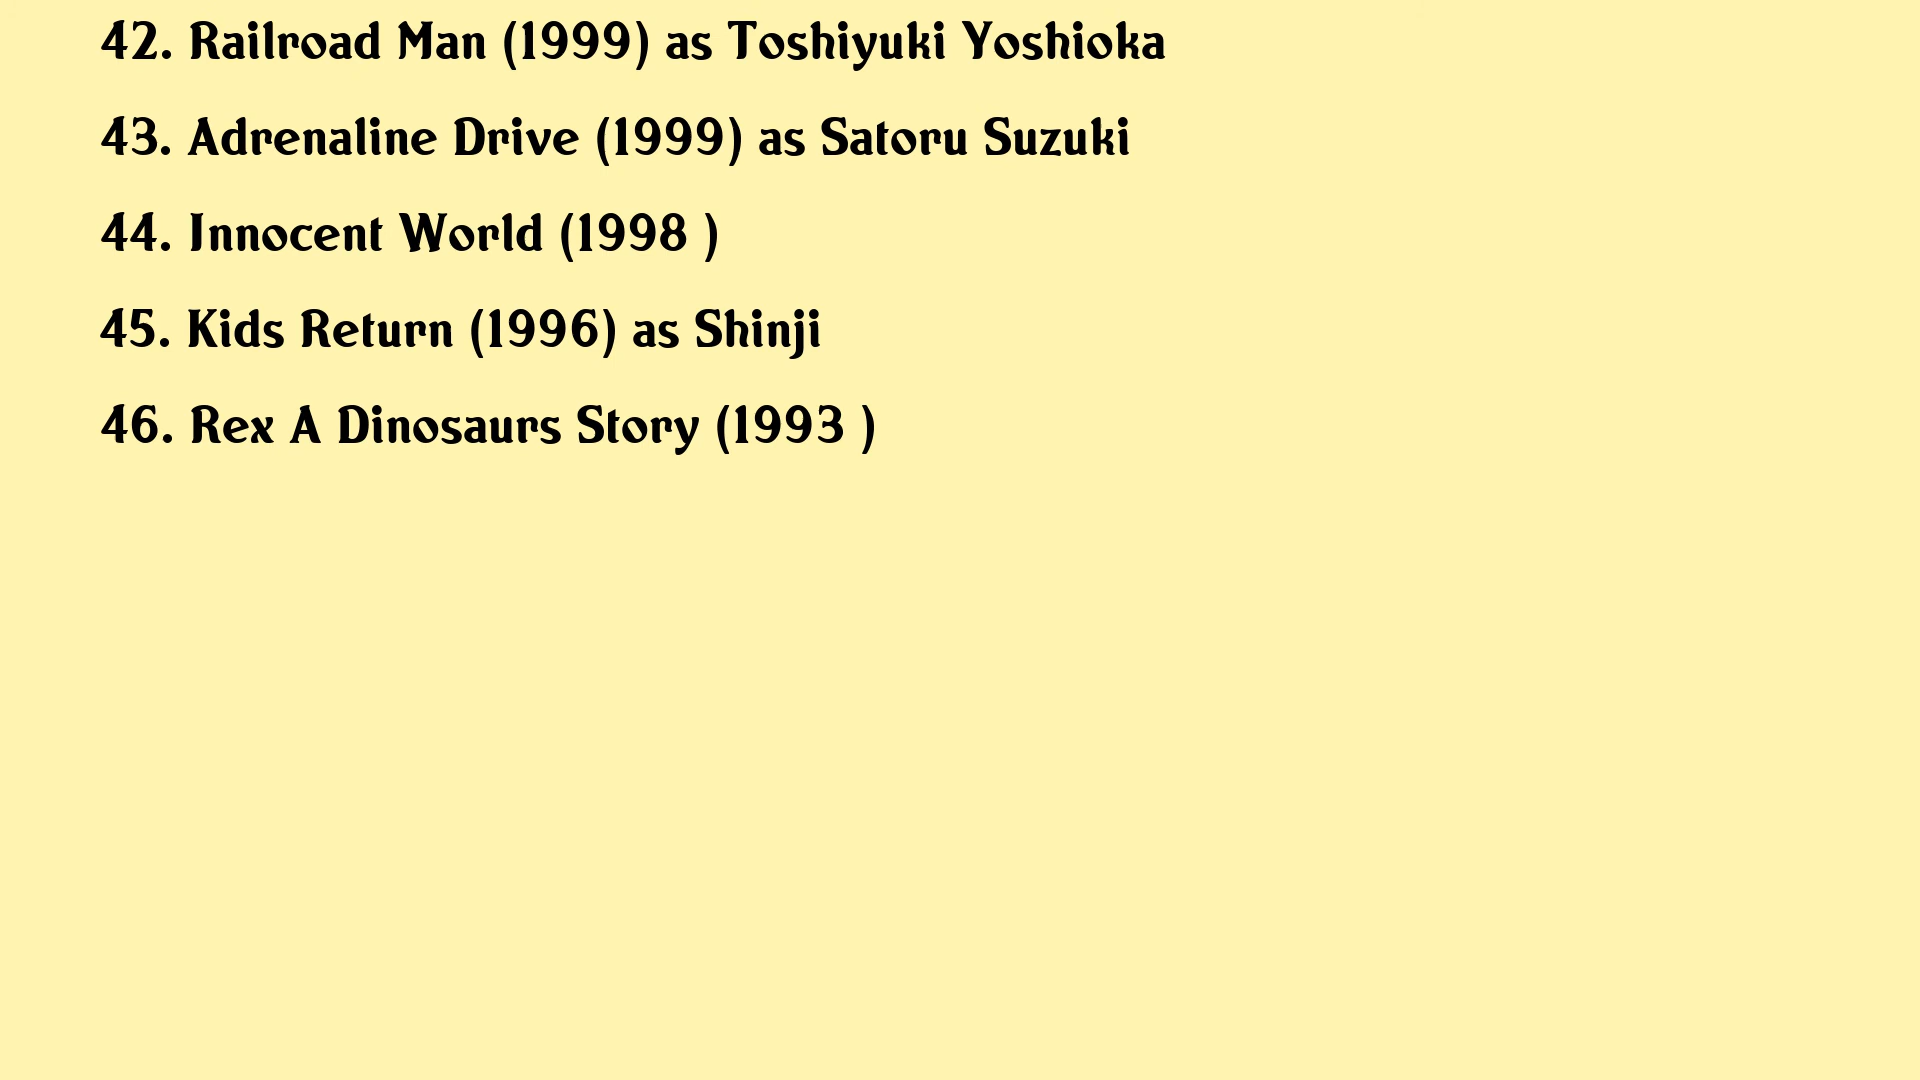 42. Railroad Man (1999) as Toshiyuki Yoshioka
43. Adrenaline Drive (1999) as Satoru Suzuki
44. Innocent World (1998 )
45. Kids Return (1996) as Shinji
46. Rex A Dinosaurs Story (1993 )